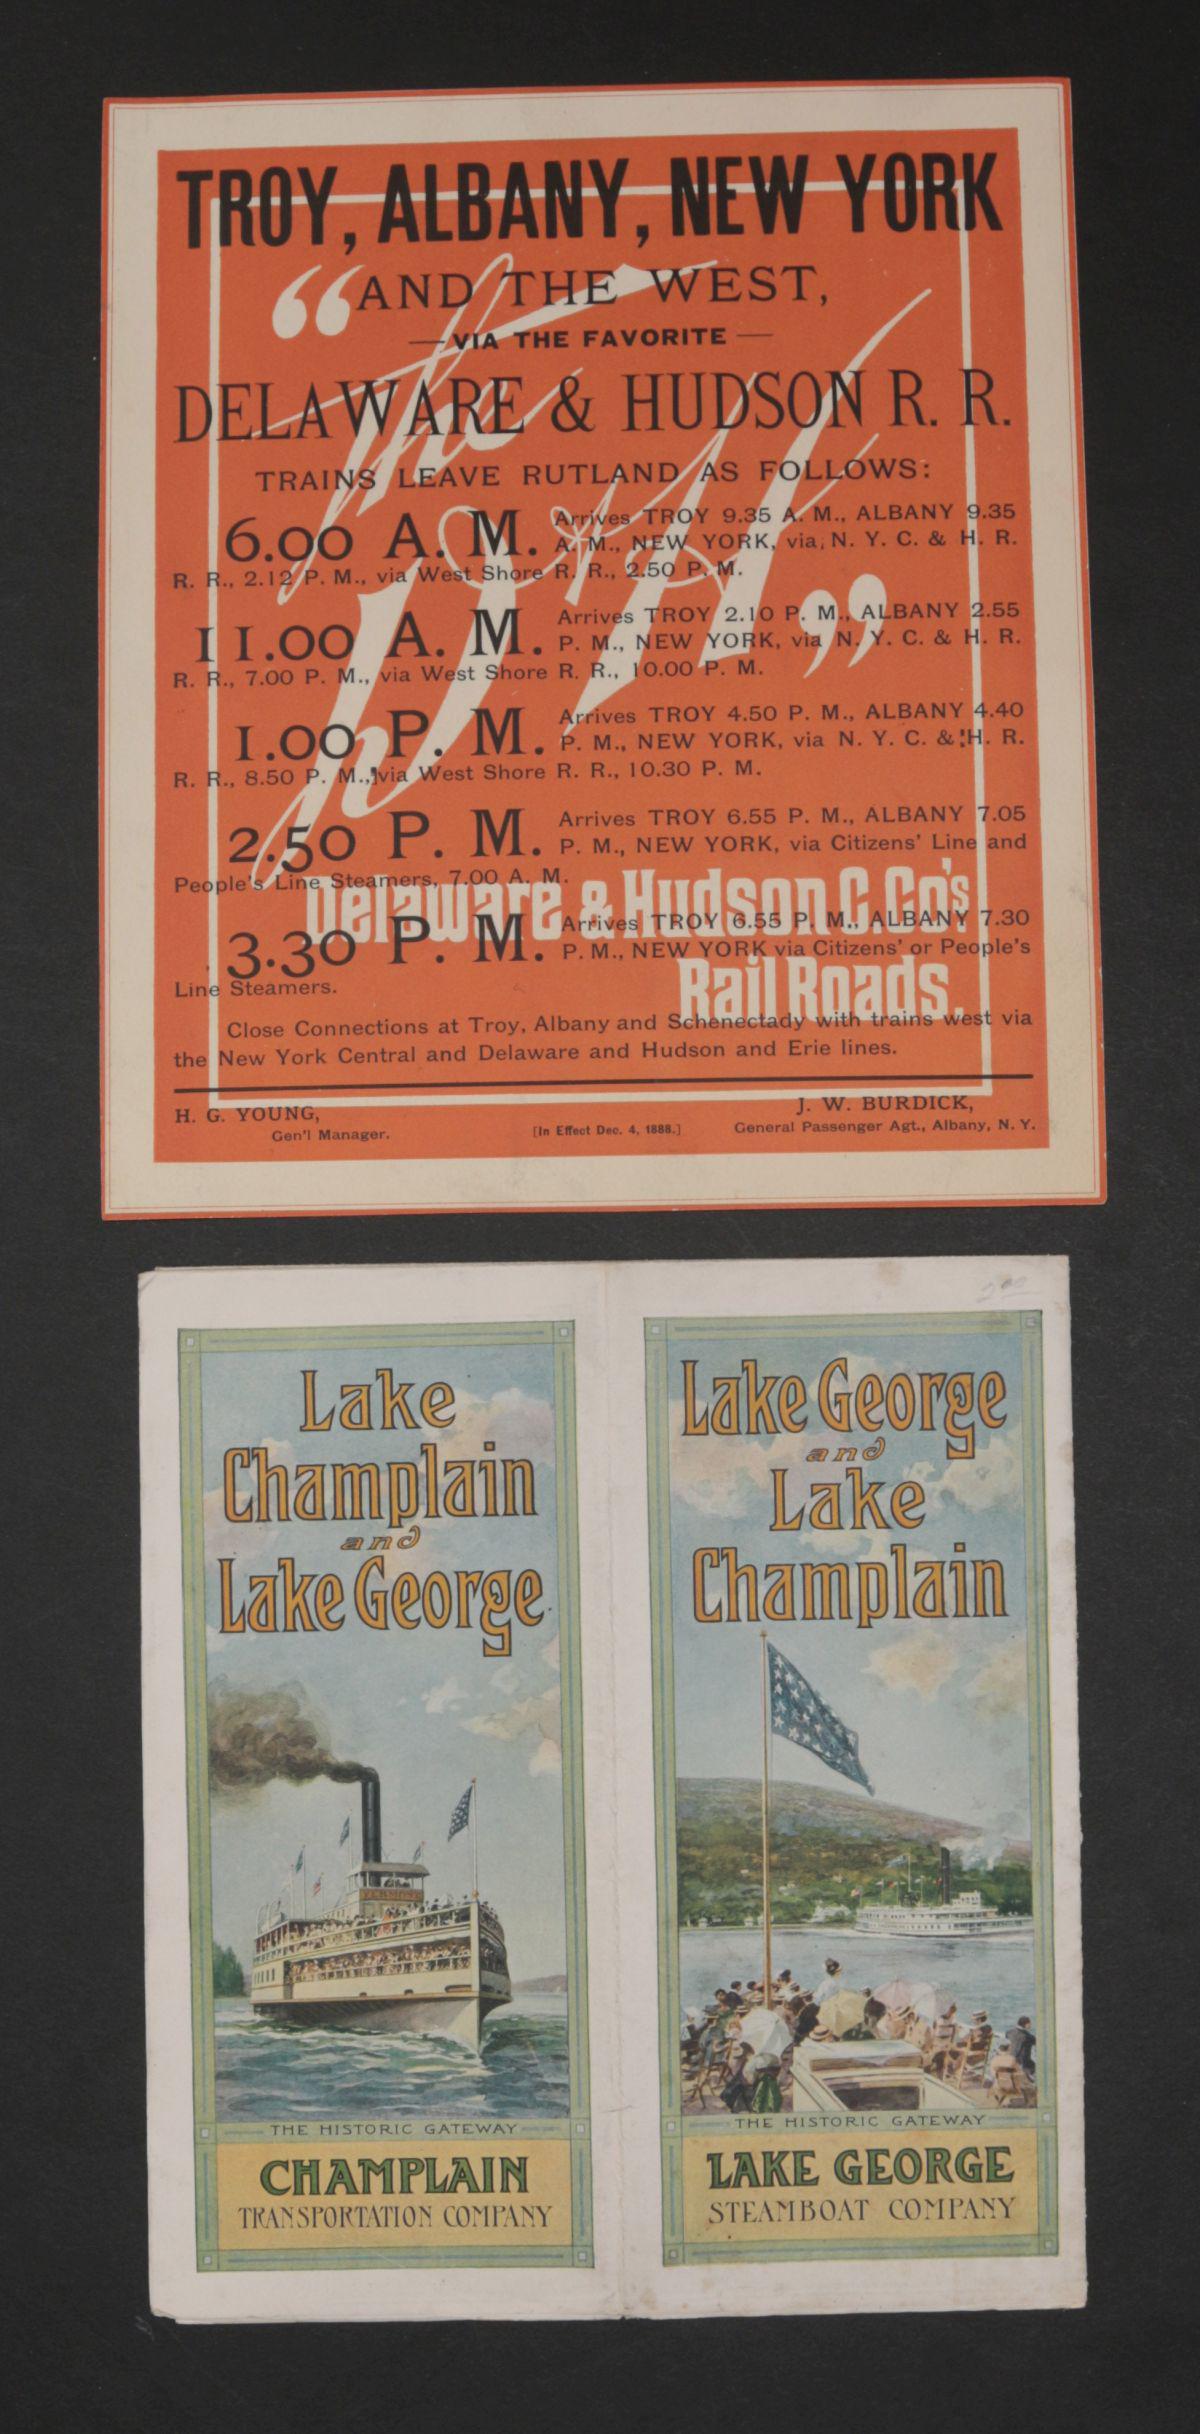 TROY, ALBANY, NEW YORK
AND THE WEST,
— VIA THE FAVORITE —
DELAWARE & HUDSON R. R.
TRAINS LEAVE RUTLAND AS FOLLOWS:
6.00 A. M. Arrives TROY 9.35 A. M., ALBANY 9.35
A. M., NEW YORK, via, N. Y. C. & H. R.
R. R., 2.12 P. M., via West Shore R. R., 2.50 P. M.
11.00 A. M. Arrives TROY 2.10 P. M., ALBANY 2.55
P. M., NEW YORK, via N. Y. C. & H. R.
R. R., 7.00 P. M., via West Shore R. R., 10.00 P. M.
1.00 P. M. Arrives TROY 4.50 P. M., ALBANY 4.40
P. M., NEW YORK, via N. Y. C. & H. R.
R. R., 8.50 P. M., via West Shore R. R., 10.30 P. M.
2.50 P. M. Arrives TROY 6.55 P. M., ALBANY 7.05
P. M., NEW YORK, via Citizens' Line and
People's Line Steamers, 7.00 A. M.
3.30 P. M. Arrives TROY 6.55 P. M., ALBANY 7.30
P. M., NEW YORK via Citizens' or People's
Line Steamers.
Close Connections at Troy, Albany and Schenectady with trains west via
the New York Central and Delaware and Hudson and Erie lines.
H. G. YOUNG,
Gen'l Manager.
[In Effect Dec. 4, 1888.]
J. W. BURDICK,
General Passenger Agt., Albany, N. Y.
"The
D & H"
Delaware & Hudson C. Co's
Rail Roads.
Lake
Champlain
and
Lake George
VERMONT
THE HISTORIC GATEWAY
CHAMPLAIN
TRANSPORTATION COMPANY
2.00
Lake George
and
Lake
Champlain
THE HISTORIC GATEWAY
LAKE GEORGE
STEAMBOAT COMPANY